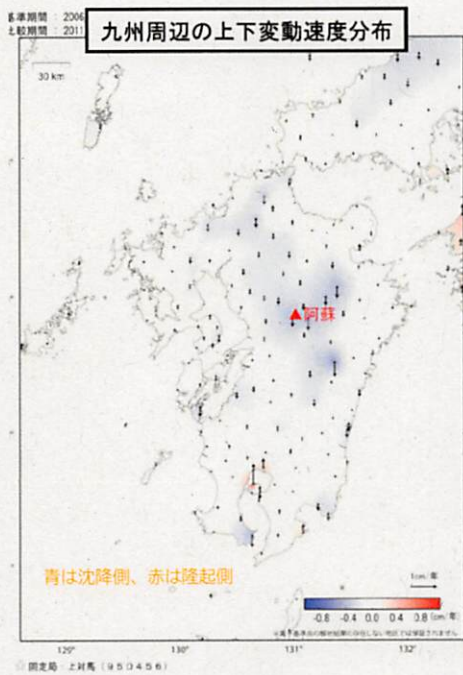 基準期間 : 2006
比較期間 : 2011
九州周辺の上下変動速度分布
30 km
▲阿蘇
青は沈降側、赤は隆起側
1cm/年
-0.8 -0.4 0.0 0.4 0.8 (cm/年)
129° 130° 131° 132°
固定局 : 上対馬 (950456)